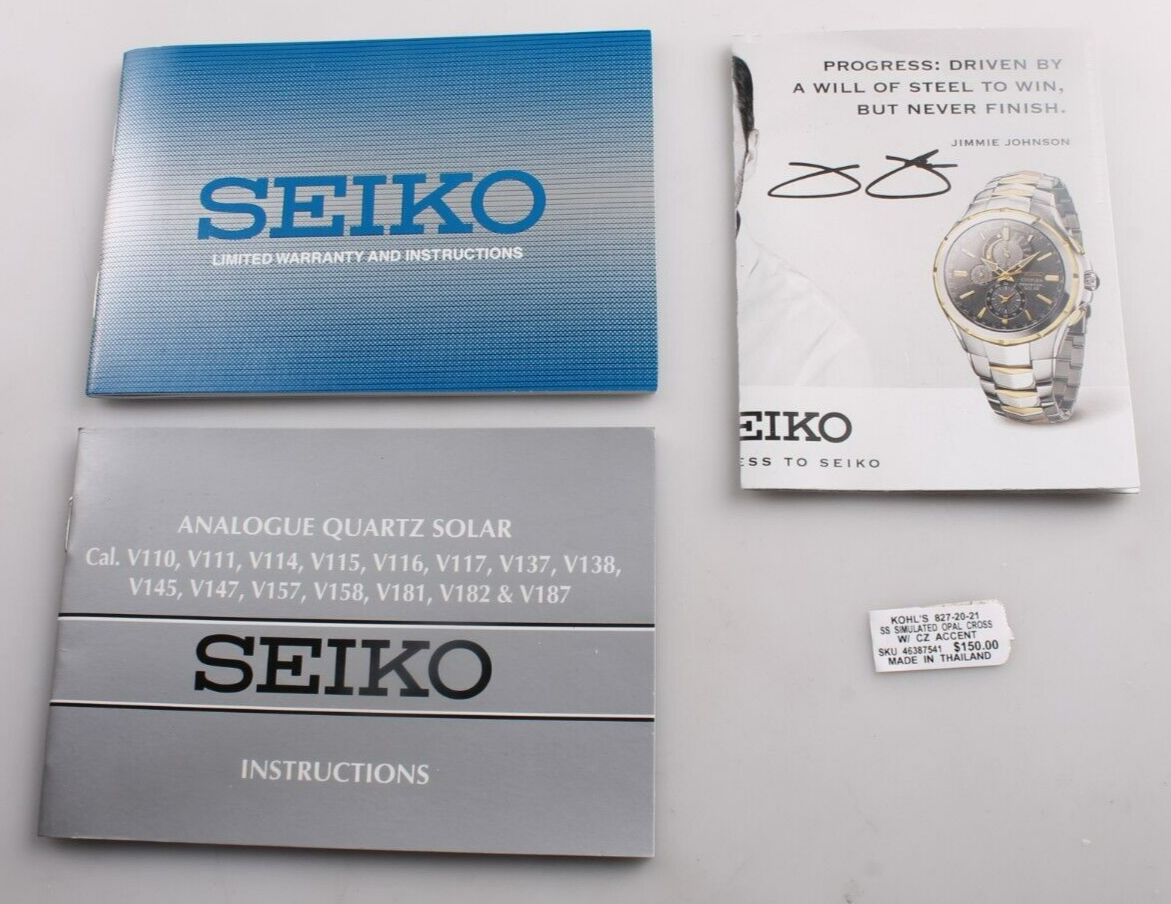 SEIKO
LIMITED WARRANTY AND INSTRUCTIONS
PROGRESS: DRIVEN BY
A WILL OF STEEL TO WIN,
BUT NEVER FINISH.
JIMMIE JOHNSON
EIKO
ESS TO SEIKO
ANALOGUE QUARTZ SOLAR
Cal. V110, V111, V114, V115, V116, V117, V137, V138,
V145, V147, V157, V158, V181, V182 & V187
SEIKO
INSTRUCTIONS
KOHL'S 827-20-21
SS SIMULATED OPAL CROSS
W/ CZ ACCENT
SKU 46387541 $150.00
MADE IN THAILAND